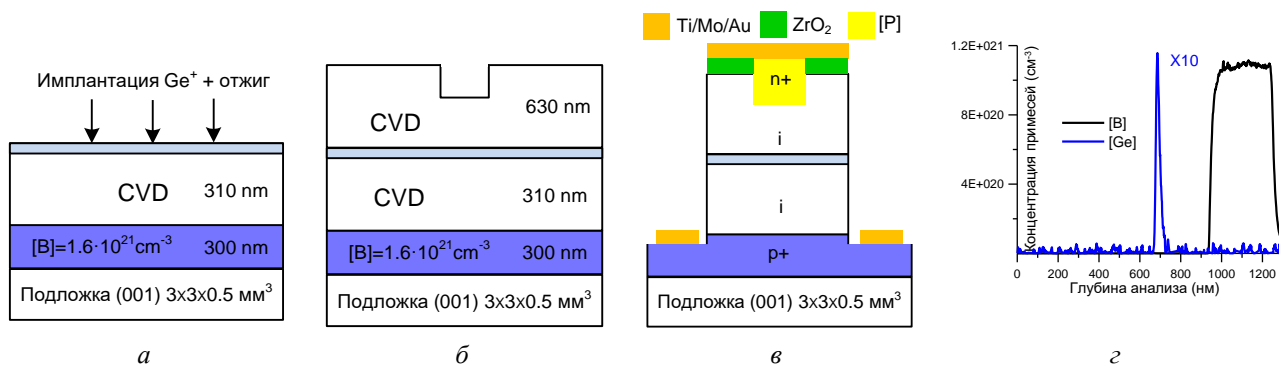 Имплантация Ge⁺ + отжиг
CVD
310 nm
[B]=1.6·10²¹cm⁻³
300 nm
Подложка (001) 3x3x0.5 мм³
а
630 nm
CVD
CVD
310 nm
[B]=1.6·10²¹cm⁻³
300 nm
Подложка (001) 3x3x0.5 мм³
б
Ti/Mo/Au
ZrO₂
[P]
n+
i
i
p+
Подложка (001) 3x3x0.5 мм³
в
1.2E+021
8E+020
4E+020
Концентрация примесей (см⁻³)
X10
[B]
[Ge]
0 200 400 600 800 1000 1200
Глубина анализа (нм)
г